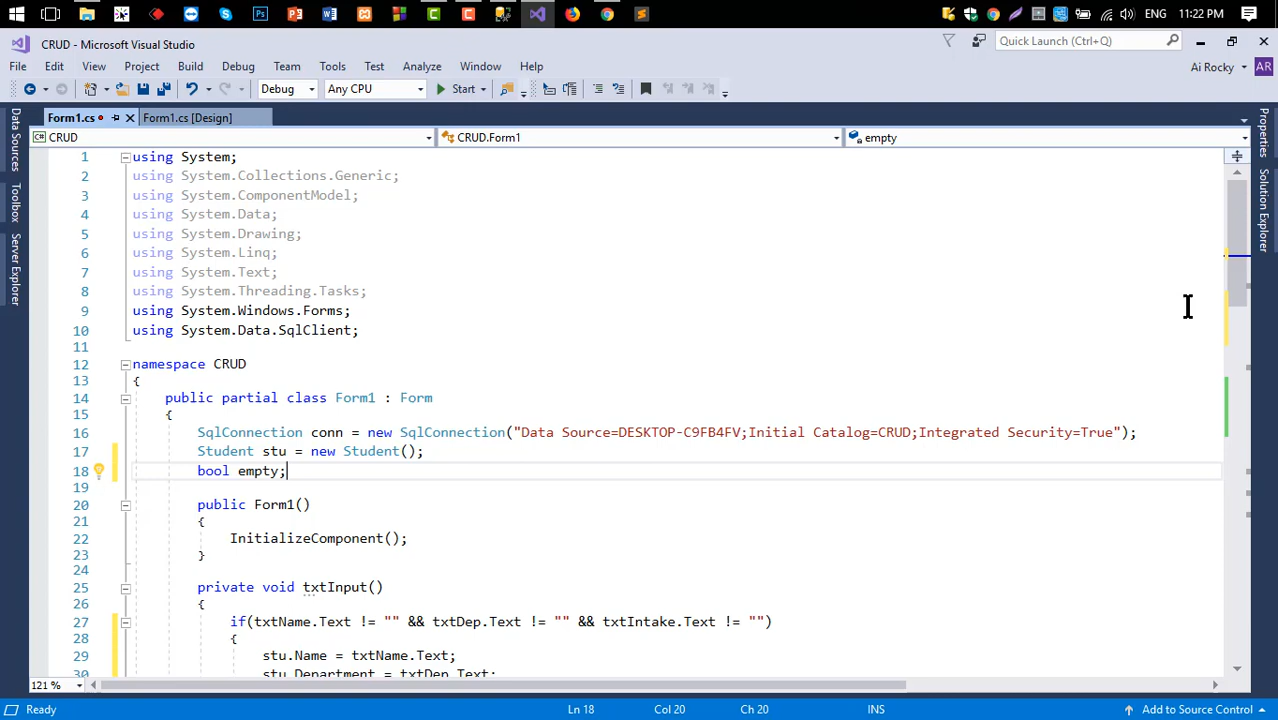 ENG 11:22 PM
CRUD - Microsoft Visual Studio
Quick Launch (Ctrl+Q)
File Edit View Project Build Debug Team Tools Test Analyze Window Help
Ai Rocky AR
Debug Any CPU Start
Form1.cs Form1.cs [Design]
CRUD CRUD.Form1 empty
Data Sources
Toolbox
Server Explorer
Properties
Solution Explorer
1 using System;
2 using System.Collections.Generic;
3 using System.ComponentModel;
4 using System.Data;
5 using System.Drawing;
6 using System.Linq;
7 using System.Text;
8 using System.Threading.Tasks;
9 using System.Windows.Forms;
10 using System.Data.SqlClient;
11
12 namespace CRUD
13 {
14 public partial class Form1 : Form
15 {
16 SqlConnection conn = new SqlConnection("Data Source=DESKTOP-C9FB4FV;Initial Catalog=CRUD;Integrated Security=True");
17 Student stu = new Student();
18 bool empty;
19
20 public Form1()
21 {
22 InitializeComponent();
23 }
24
25 private void txtInput()
26 {
27 if(txtName.Text != "" && txtDep.Text != "" && txtIntake.Text != "")
28 {
29 stu.Name = txtName.Text;
30 stu.Department = txtDep.Text;
121 %
Ready Ln 18 Col 20 Ch 20 INS Add to Source Control